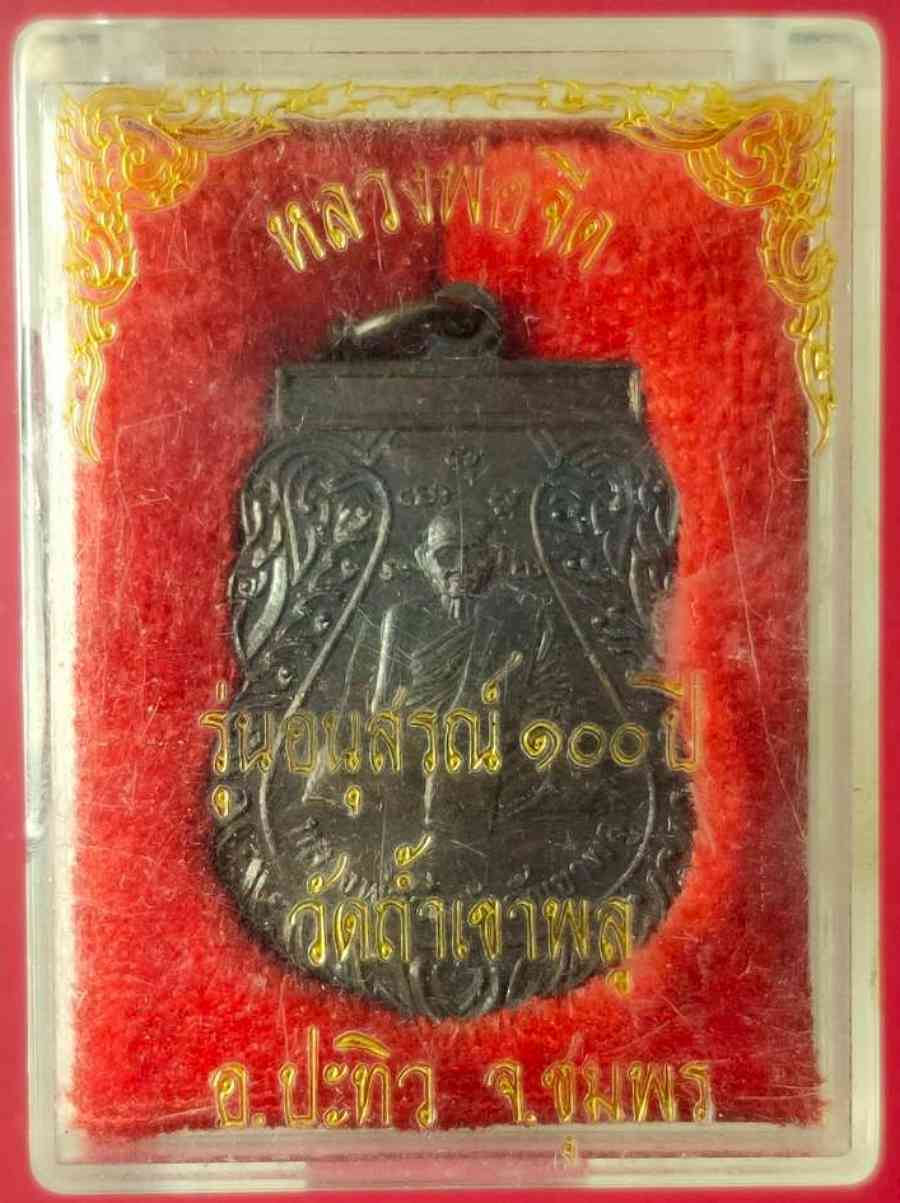 หลวงพ่อจีด
รุ่นอนุสรณ์ ๑๐๐ ปี
วัดถ้ำเขาพลุ
อ.ปะทิว จ.ชุมพร